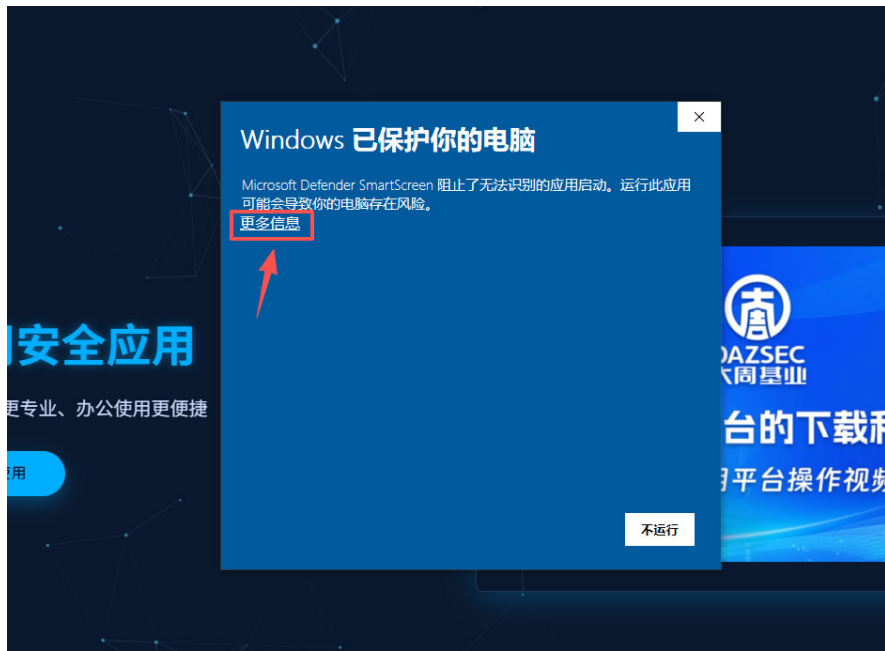 Windows 已保护你的电脑
Microsoft Defender SmartScreen 阻止了无法识别的应用启动。运行此应用
可能会导致你的电脑存在风险。
更多信息
安全应用
更专业、办公使用更便捷
使用
DAZSEC
大周基业
台的下载和
用平台操作视频
不运行